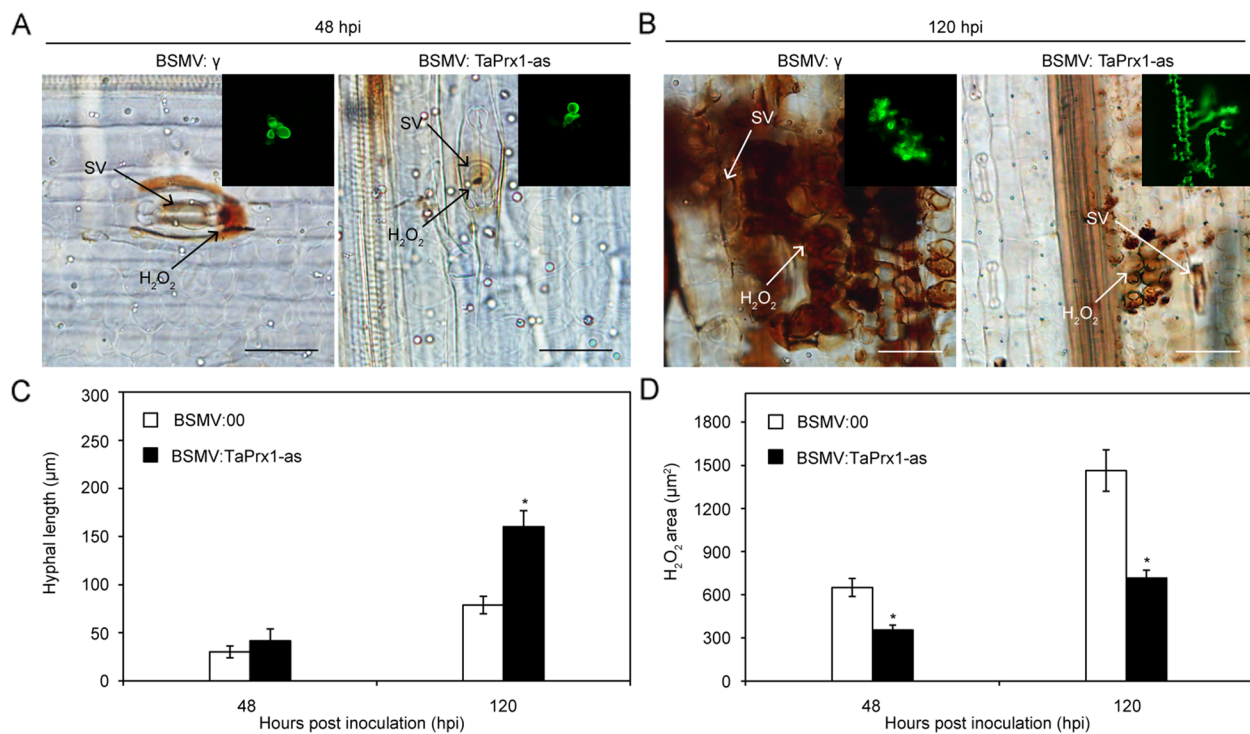 A
48 hpi
BSMV: γ
BSMV: TaPrx1-as
SV
H₂O₂
SV
H₂O₂
B
120 hpi
BSMV: γ
BSMV: TaPrx1-as
SV
H₂O₂
SV
H₂O₂
C
Hyphal length (μm)
300
250
200
150
100
50
0
BSMV:00
BSMV:TaPrx1-as
*
48
120
Hours post inoculation (hpi)
D
H₂O₂ area (μm²)
1800
1500
1200
900
600
300
0
BSMV:00
BSMV:TaPrx1-as
*
*
48
120
Hours post inoculation (hpi)